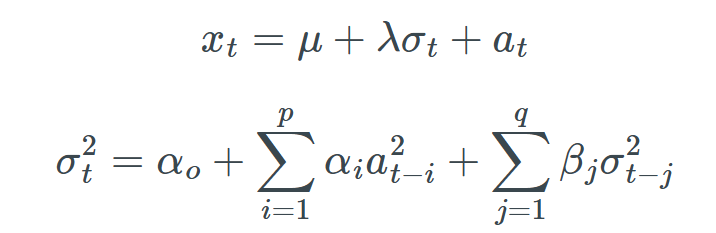 $x_t = \mu + \lambda\sigma_t + a_t$
$\sigma_t^2 = \alpha_o + \sum_{i=1}^{p} \alpha_i a_{t-i}^2 + \sum_{j=1}^{q} \beta_j \sigma_{t-j}^2$